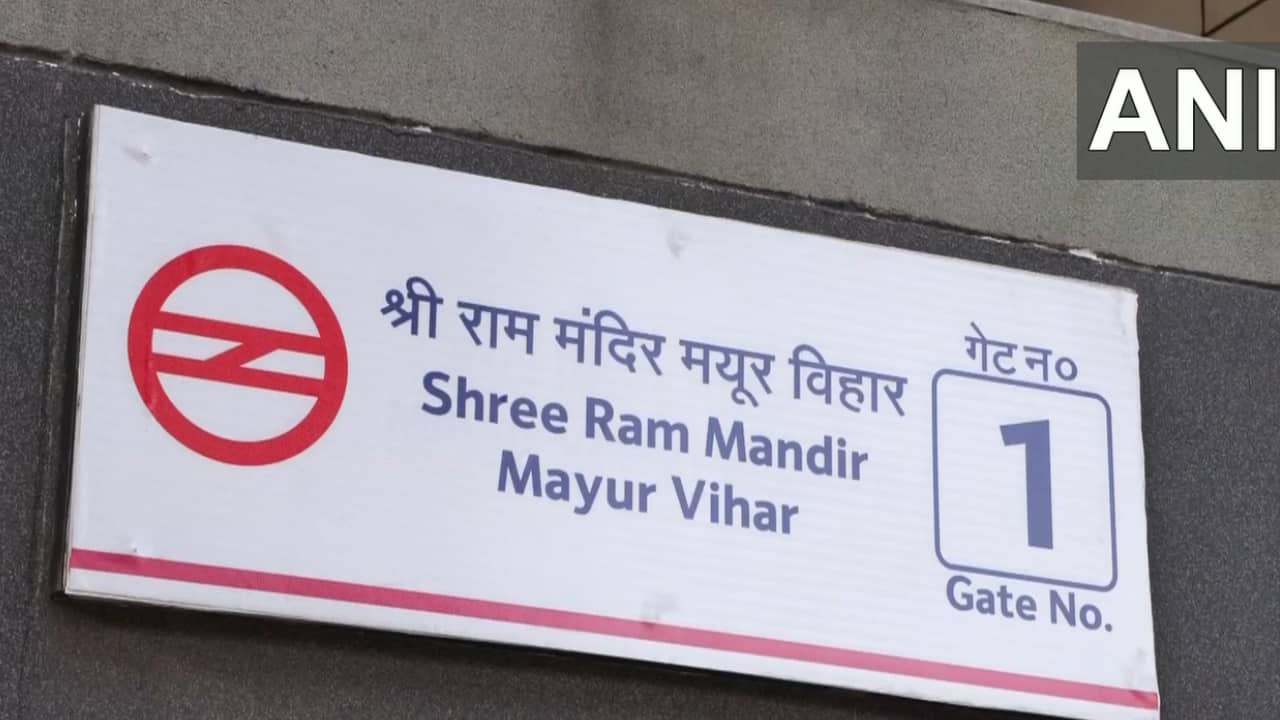 ANI
श्री राम मंदिर मयूर विहार
Shree Ram Mandir
Mayur Vihar
गेट न०
1
Gate No.